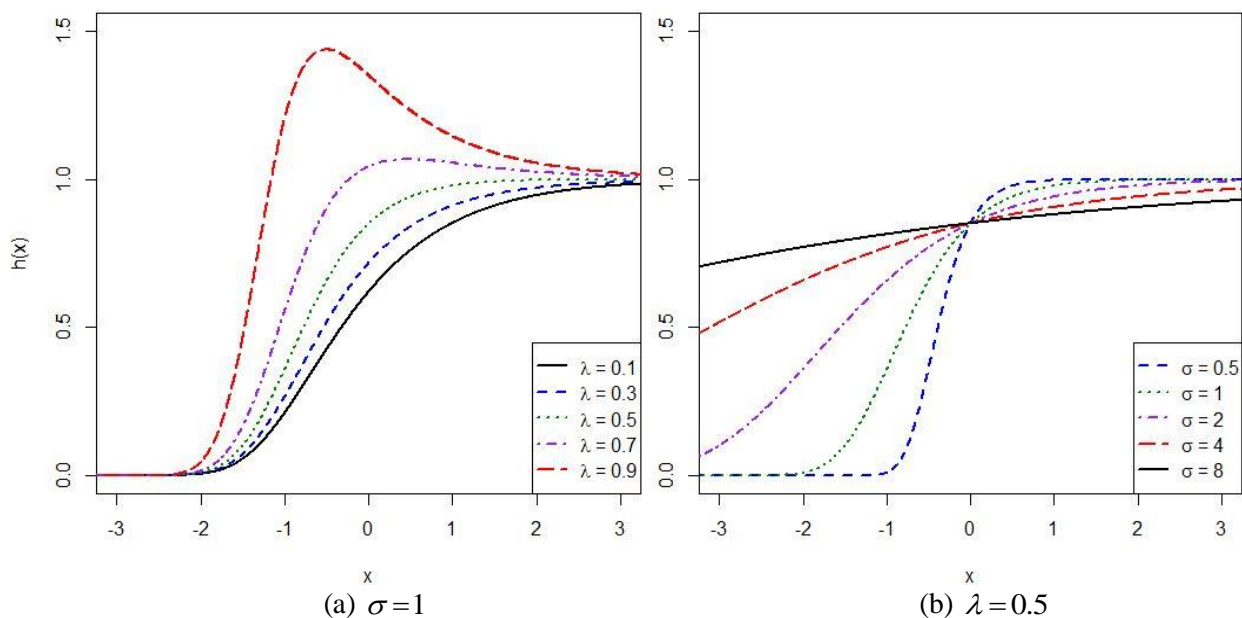 h(x)
1.5
1.0
0.5
0.0
-3 -2 -1 0 1 2 3
x
λ = 0.1
λ = 0.3
λ = 0.5
λ = 0.7
λ = 0.9
(a) σ=1
1.5
1.0
0.5
0.0
-3 -2 -1 0 1 2 3
x
σ = 0.5
σ = 1
σ = 2
σ = 4
σ = 8
(b) λ=0.5